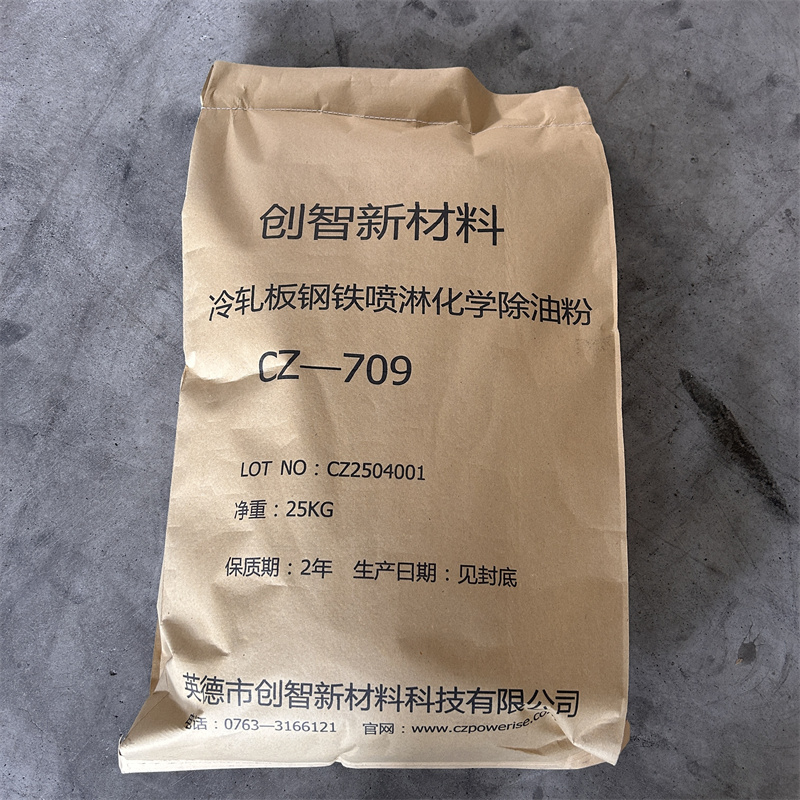 创智新材料
冷轧板钢铁喷淋化学除油粉
CZ—709
LOT NO：CZ2504001
净重：25KG
保质期：2年 生产日期：见封底
英德市创智新材料科技有限公司
电话：0763—3166121 官网：www.czpowerise.com